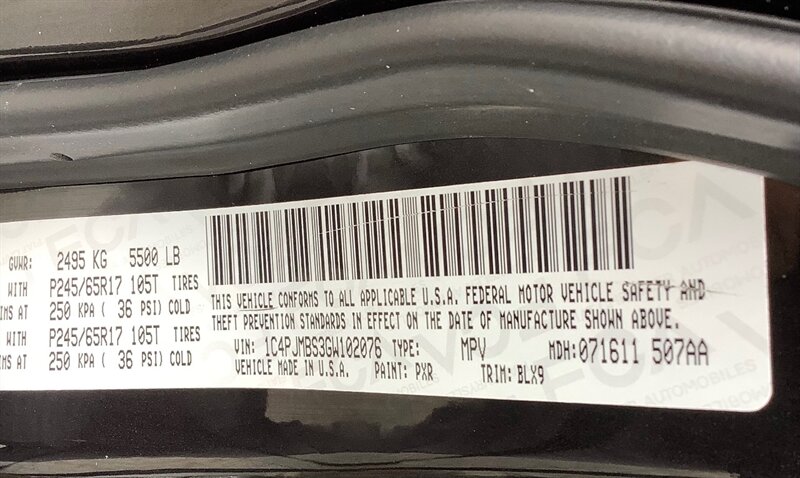 GVWR: 2495 KG 5500 LB
WITH P245/65R17 105T TIRES
IMS AT 250 KPA ( 36 PSI) COLD
WITH P245/65R17 105T TIRES
IMS AT 250 KPA ( 36 PSI) COLD
THIS VEHICLE CONFORMS TO ALL APPLICABLE U.S.A. FEDERAL MOTOR VEHICLE SAFETY AND
THEFT PREVENTION STANDARDS IN EFFECT ON THE DATE OF MANUFACTURE SHOWN ABOVE.
VIN: 1C4PJMBS3GW102076 TYPE: MPV MDH:071611 507AA
VEHICLE MADE IN U.S.A. PAINT: PXR TRIM: BLX9